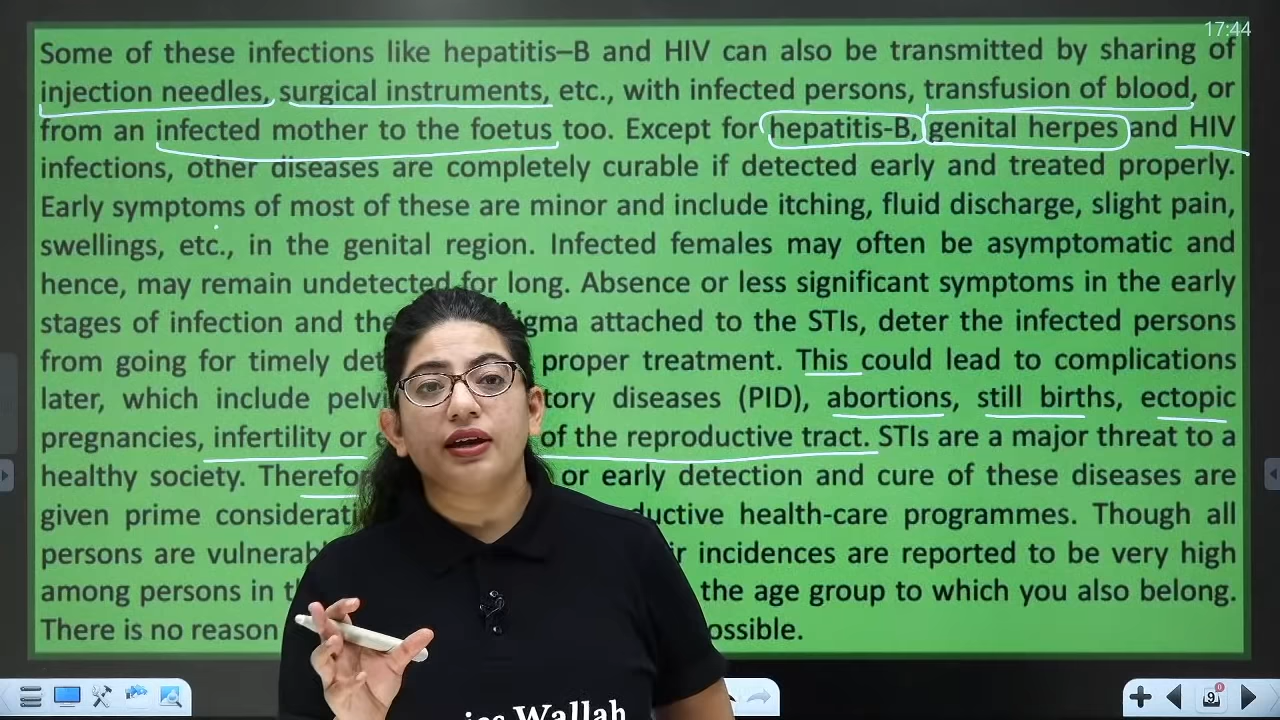 17:44
Some of these infections like hepatitis–B and HIV can also be transmitted by sharing of
injection needles, surgical instruments, etc., with infected persons, transfusion of blood, or
from an infected mother to the foetus too. Except for hepatitis-B, genital herpes and HIV
infections, other diseases are completely curable if detected early and treated properly.
Early symptoms of most of these are minor and include itching, fluid discharge, slight pain,
swellings, etc., in the genital region. Infected females may often be asymptomatic and
hence, may remain undetected for long. Absence or less significant symptoms in the early
stages of infection and the igma attached to the STIs, deter the infected persons
from going for timely det proper treatment. This could lead to complications
later, which include pelvi tory diseases (PID), abortions, still births, ectopic
pregnancies, infertility or of the reproductive tract. STIs are a major threat to a
healthy society. Therefo or early detection and cure of these diseases are
given prime considerati ductive health-care programmes. Though all
persons are vulnerab r incidences are reported to be very high
among persons in t the age group to which you also belong.
There is no reason ossible.
ics Wallah
9